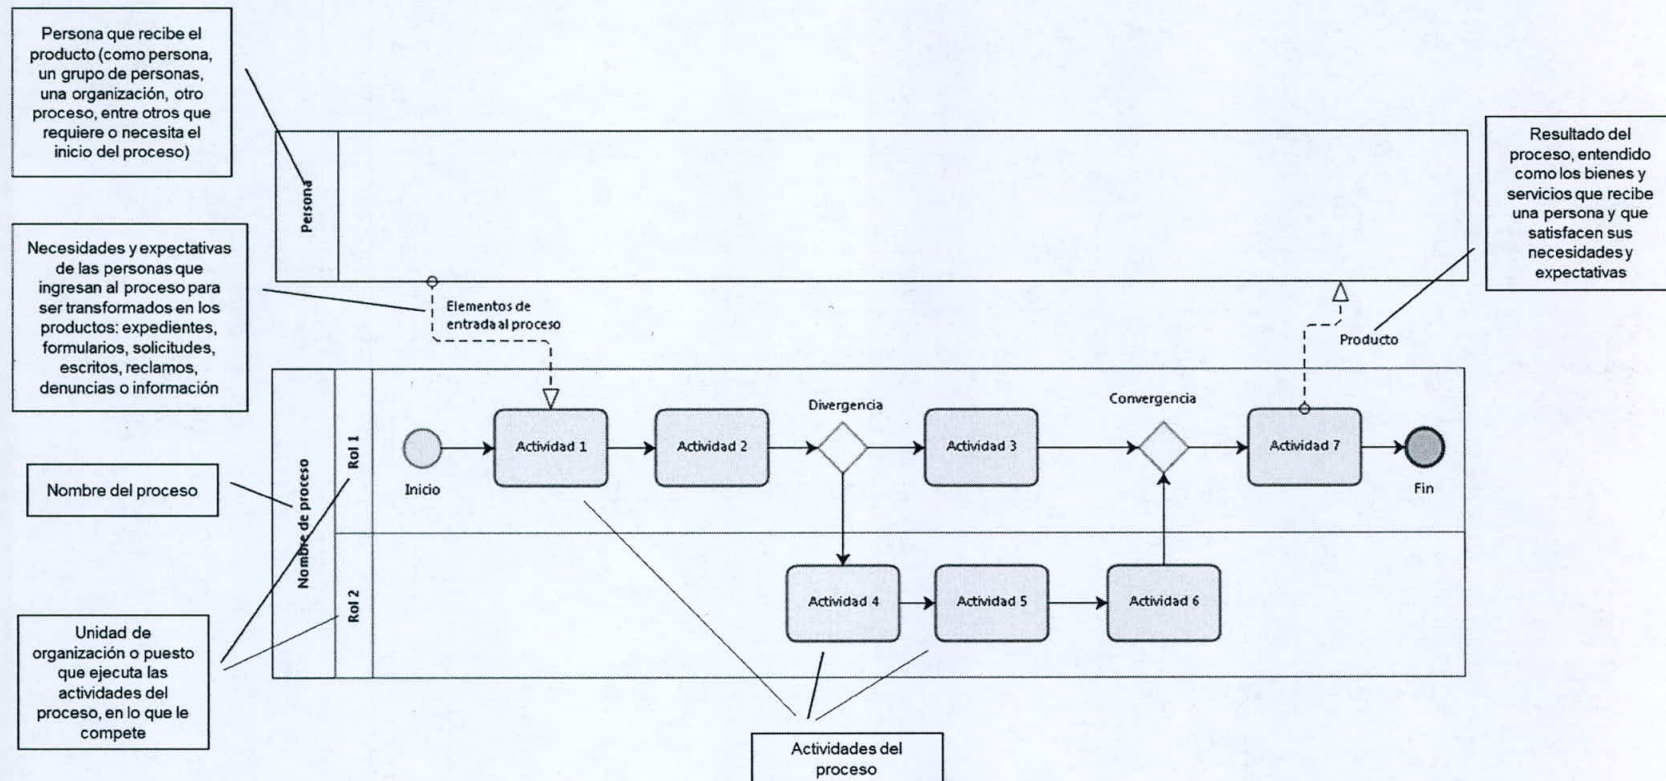 Persona que recibe el
producto (como persona,
un grupo de personas,
una organización, otro
proceso, entre otros que
requiere o necesita el
inicio del proceso)
Persona
Resultado del
proceso, entendido
como los bienes y
servicios que recibe
una persona y que
satisfacen sus
necesidades y
expectativas
Necesidades y expectativas
de las personas que
ingresan al proceso para
ser transformados en los
productos: expedientes,
formularios, solicitudes,
escritos, reclamos,
denuncias o información
Elementos de
entrada al proceso
Producto
Nombre del proceso
Nombre de proceso
Rol 1
Inicio
Actividad 1
Actividad 2
Divergencia
Actividad 3
Convergencia
Actividad 7
Fin
Rol 2
Actividad 4
Actividad 5
Actividad 6
Unidad de
organización o puesto
que ejecuta las
actividades del
proceso, en lo que le
compete
Actividades del
proceso